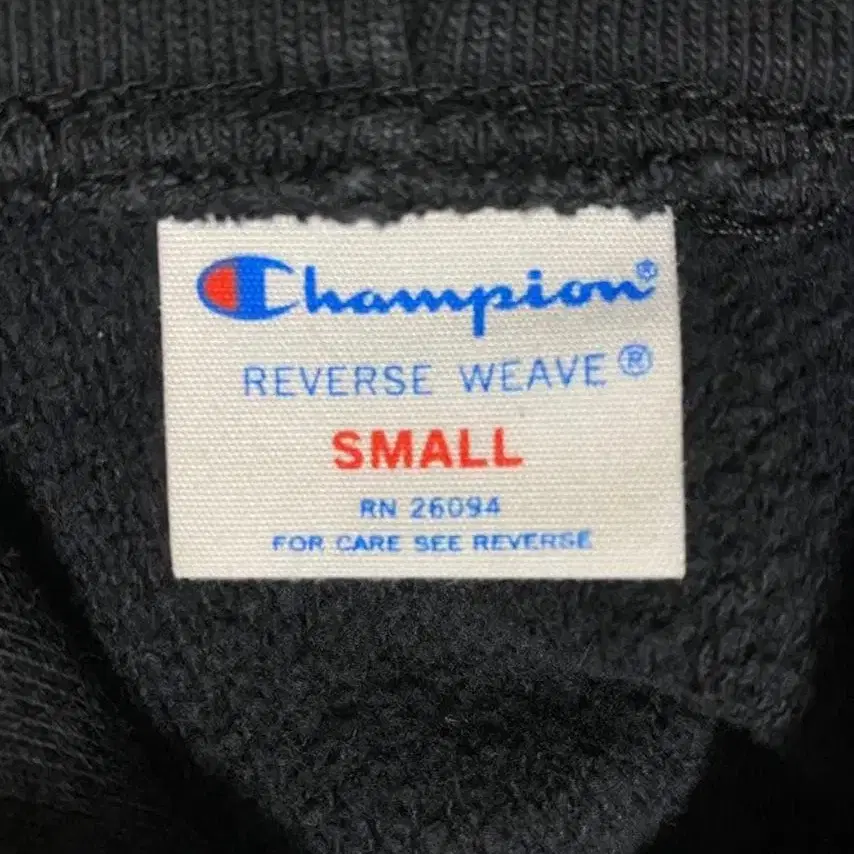 Champion®
REVERSE WEAVE®
SMALL
RN 26094
FOR CARE SEE REVERSE